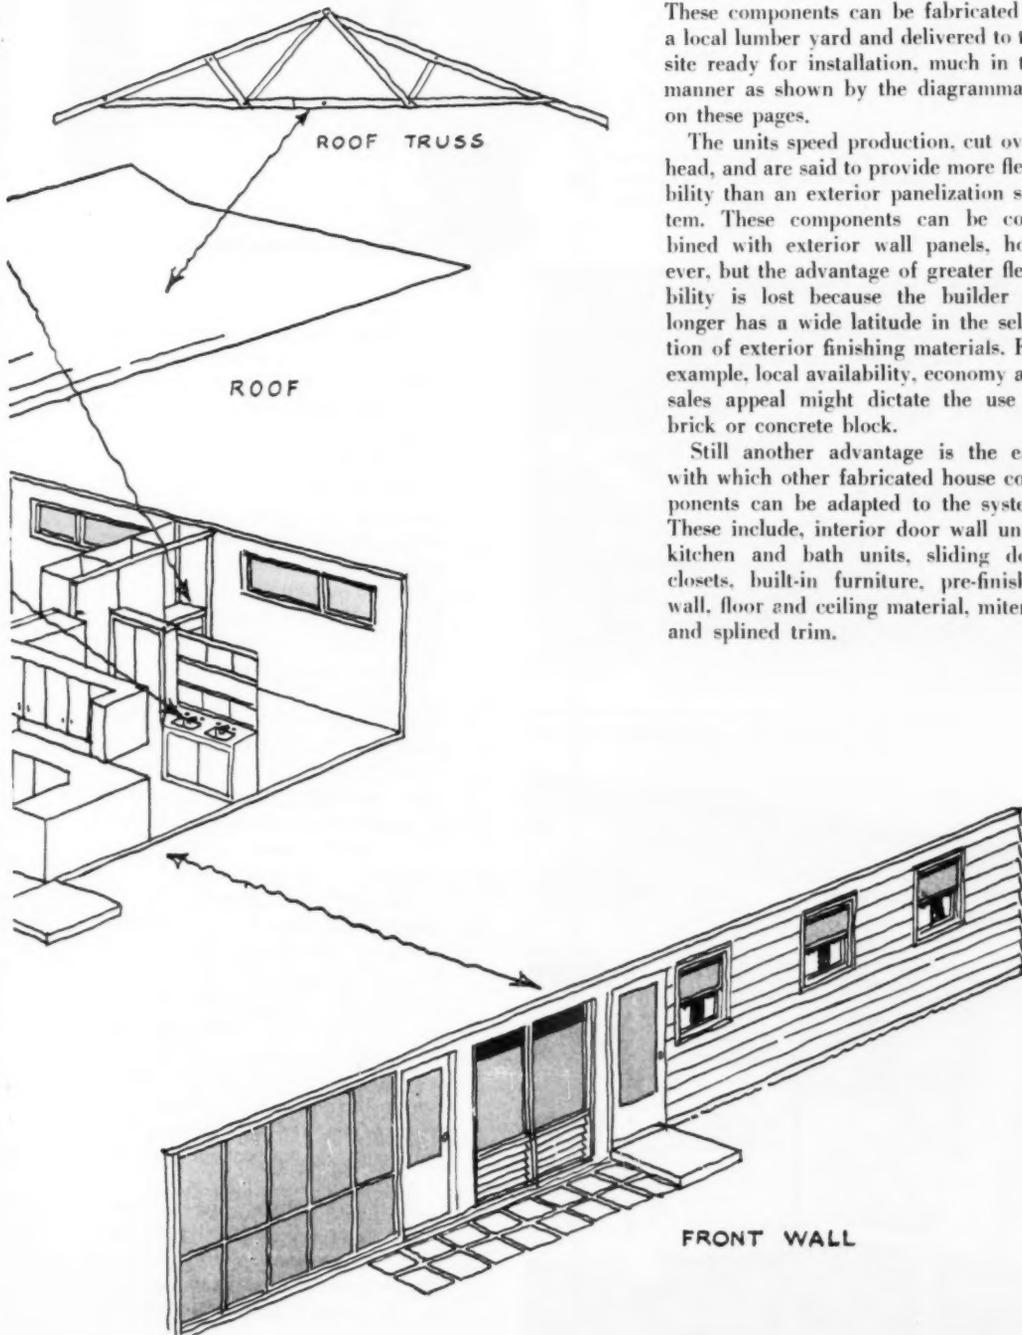 These components can be fabricated
a local lumber yard and delivered to t
site ready for installation, much in t
manner as shown by the diagramma
on these pages.
The units speed production, cut ov
head, and are said to provide more fle
bility than an exterior panelization s
tem. These components can be co
bined with exterior wall panels, ho
ever, but the advantage of greater fle
bility is lost because the builder
longer has a wide latitude in the sel
tion of exterior finishing materials. F
example, local availability, economy a
sales appeal might dictate the use
brick or concrete block.
Still another advantage is the e
with which other fabricated house co
ponents can be adapted to the syste
These include, interior door wall un
kitchen and bath units, sliding do
closets, built-in furniture, pre-finish
wall, floor and ceiling material, miter
and splined trim.
ROOF TRUSS
ROOF
FRONT WALL